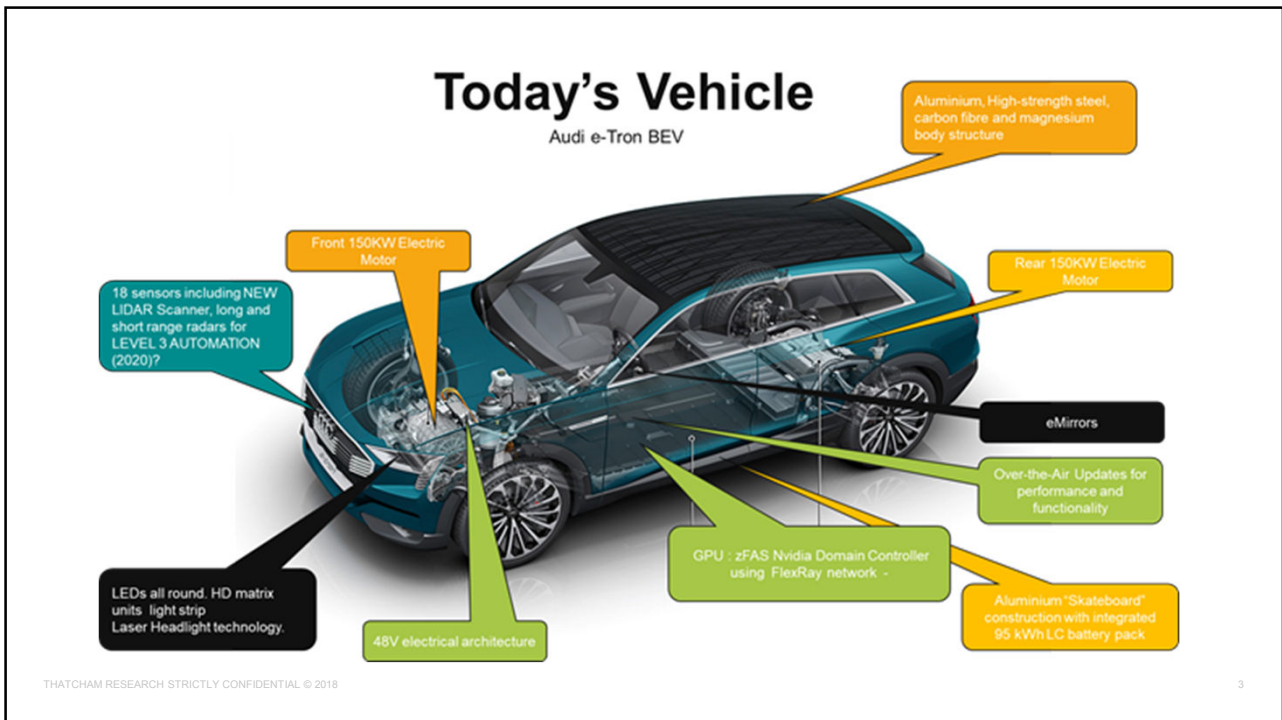 Today's Vehicle
Audi e-Tron BEV
Aluminium, High-strength steel,
carbon fibre and magnesium
body structure
Front 150KW Electric
Motor
Rear 150KW Electric
Motor
18 sensors including NEW
LIDAR Scanner, long and
short range radars for
LEVEL 3 AUTOMATION
(2020)?
eMirrors
Over-the-Air Updates for
performance and
functionality
GPU : zFAS Nvidia Domain Controller
using FlexRay network -
LEDs all round. HD matrix
units light strip
Laser Headlight technology.
48V electrical architecture
Aluminium "Skateboard"
construction with integrated
95 kWh LC battery pack
THATCHAM RESEARCH STRICTLY CONFIDENTIAL © 2018
3